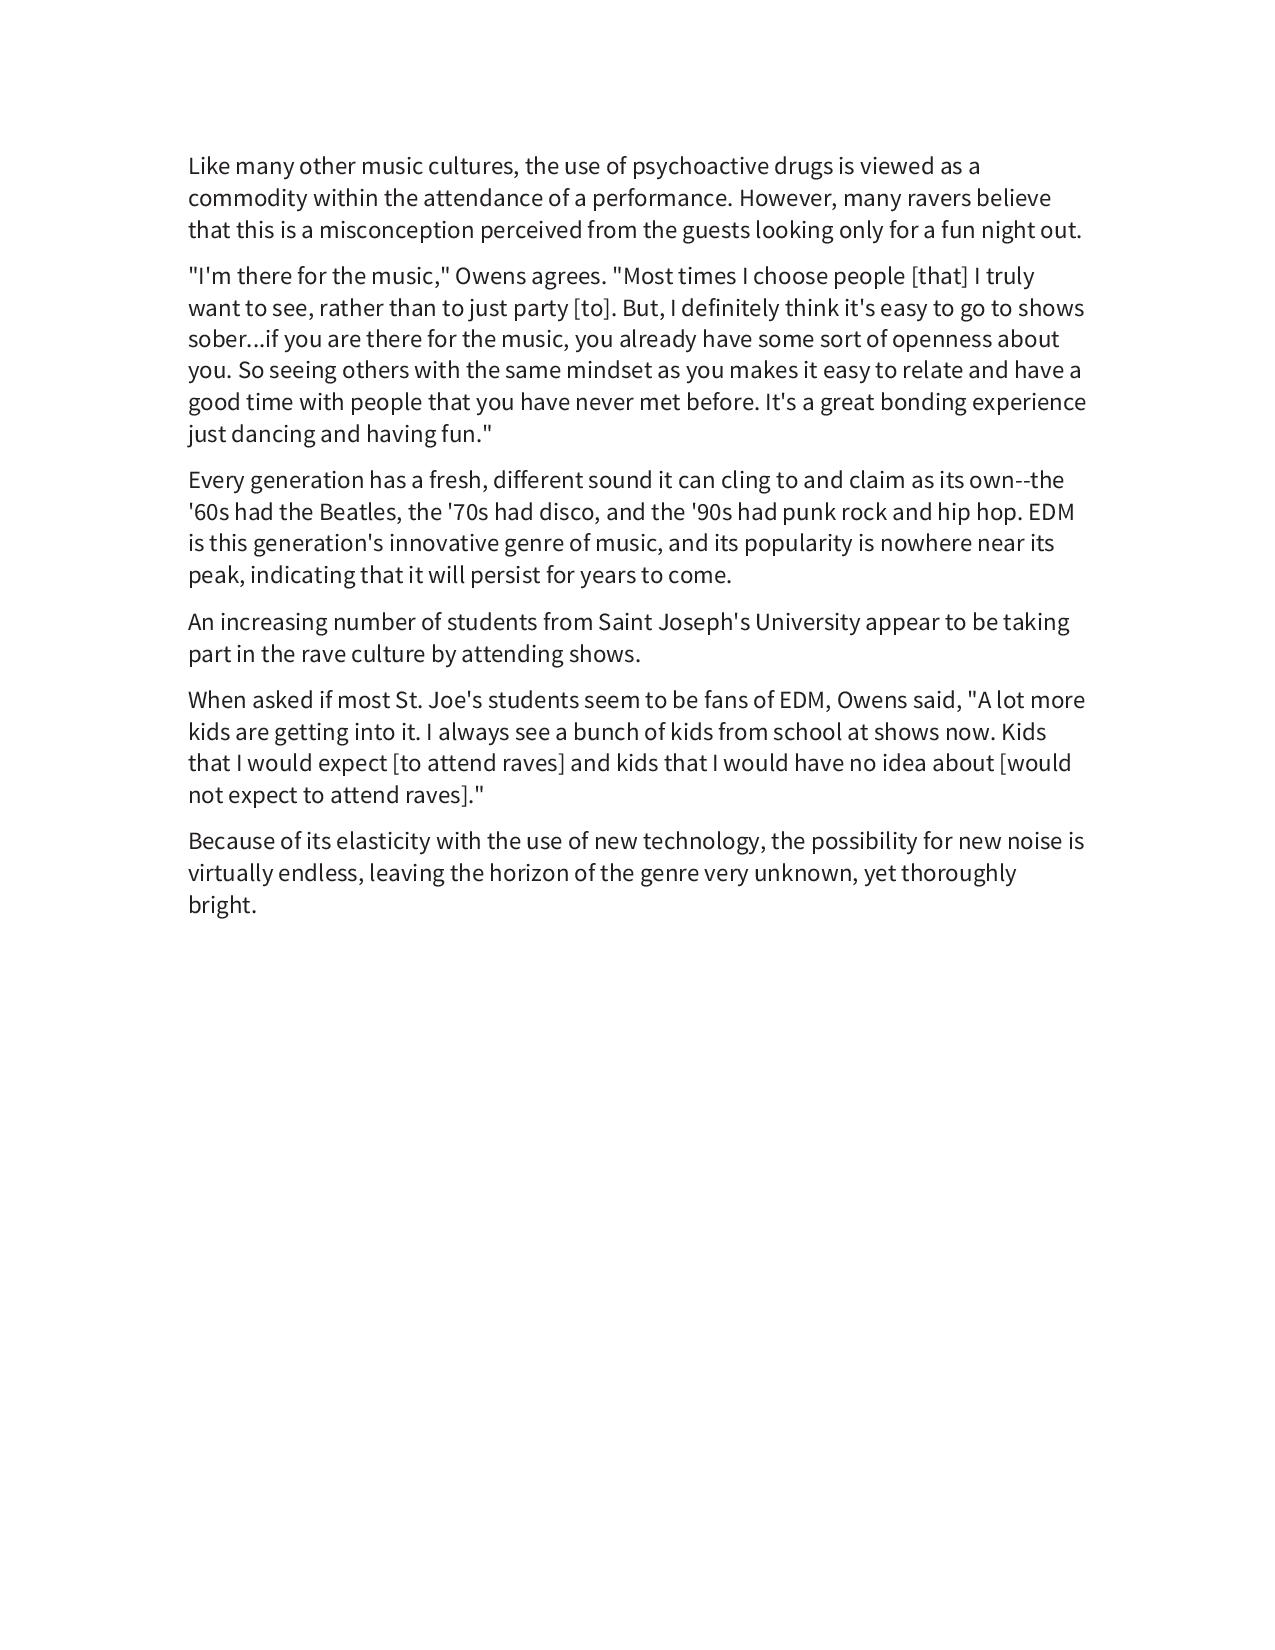 Like many other music cultures, the use of psychoactive drugs is viewed as a
commodity within the attendance of a performance. However, many ravers believe
that this is a misconception perceived from the guests looking only for a fun night out.
"I'm there for the music," Owens agrees. "Most times I choose people [that] I truly
want to see, rather than to just party [to]. But, I definitely think it's easy to go to shows
sober...if you are there for the music, you already have some sort of openness about
you. So seeing others with the same mindset as you makes it easy to relate and have a
good time with people that you have never met before. It's a great bonding experience
just dancing and having fun."
Every generation has a fresh, different sound it can cling to and claim as its own--the
'60s had the Beatles, the '70s had disco, and the '90s had punk rock and hip hop. EDM
is this generation's innovative genre of music, and its popularity is nowhere near its
peak, indicating that it will persist for years to come.
An increasing number of students from Saint Joseph's University appear to be taking
part in the rave culture by attending shows.
When asked if most St. Joe's students seem to be fans of EDM, Owens said, "A lot more
kids are getting into it. I always see a bunch of kids from school at shows now. Kids
that I would expect [to attend raves] and kids that I would have no idea about [would
not expect to attend raves]."
Because of its elasticity with the use of new technology, the possibility for new noise is
virtually endless, leaving the horizon of the genre very unknown, yet thoroughly
bright.